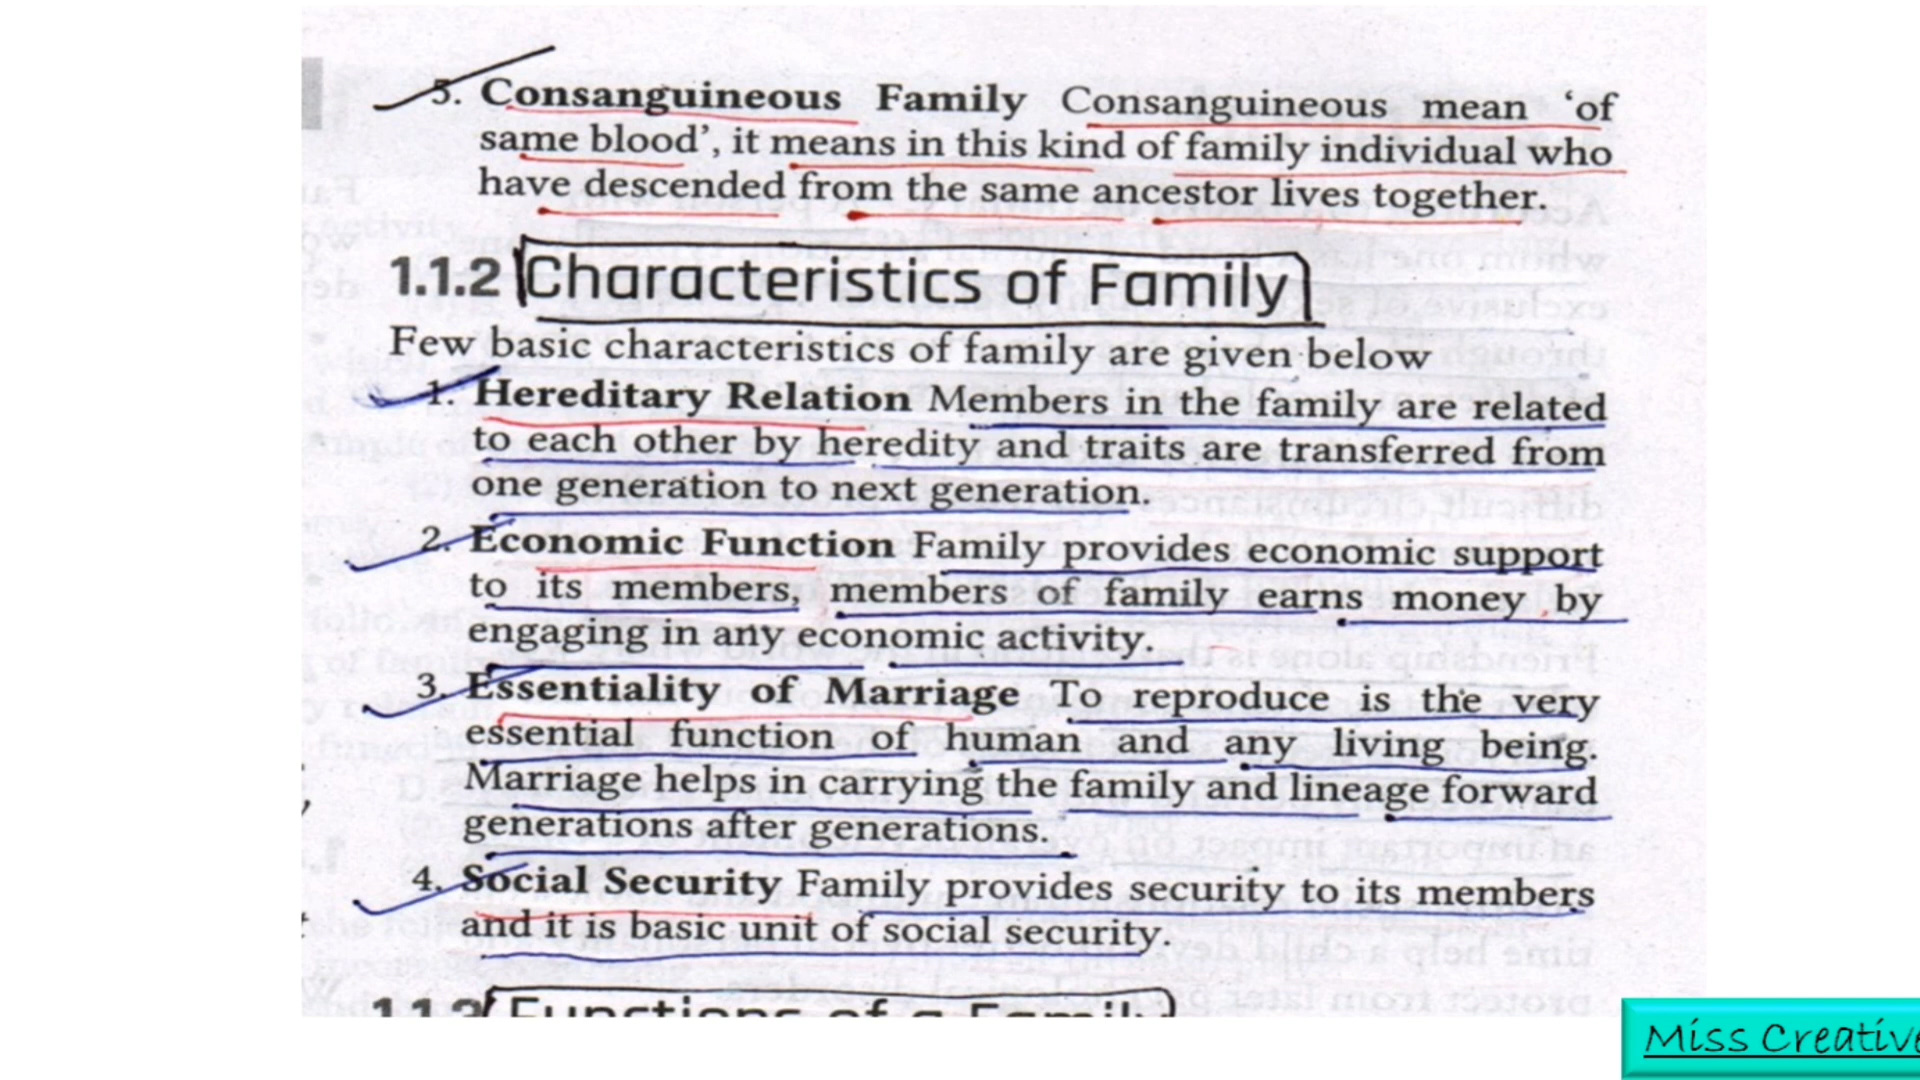 5. Consanguineous Family Consanguineous mean ‘of
same blood’, it means in this kind of family individual who
have descended from the same ancestor lives together.
1.1.2 Characteristics of Family
Few basic characteristics of family are given below
1. Hereditary Relation Members in the family are related
to each other by heredity and traits are transferred from
one generation to next generation.
2. Economic Function Family provides economic support
to its members, members of family earns money by
engaging in any economic activity.
3. Essentiality of Marriage To reproduce is the very
essential function of human and any living being.
Marriage helps in carrying the family and lineage forward
generations after generations.
4. Social Security Family provides security to its members
and it is basic unit of social security.
1.1.3 Functions of a Family
Miss Creative